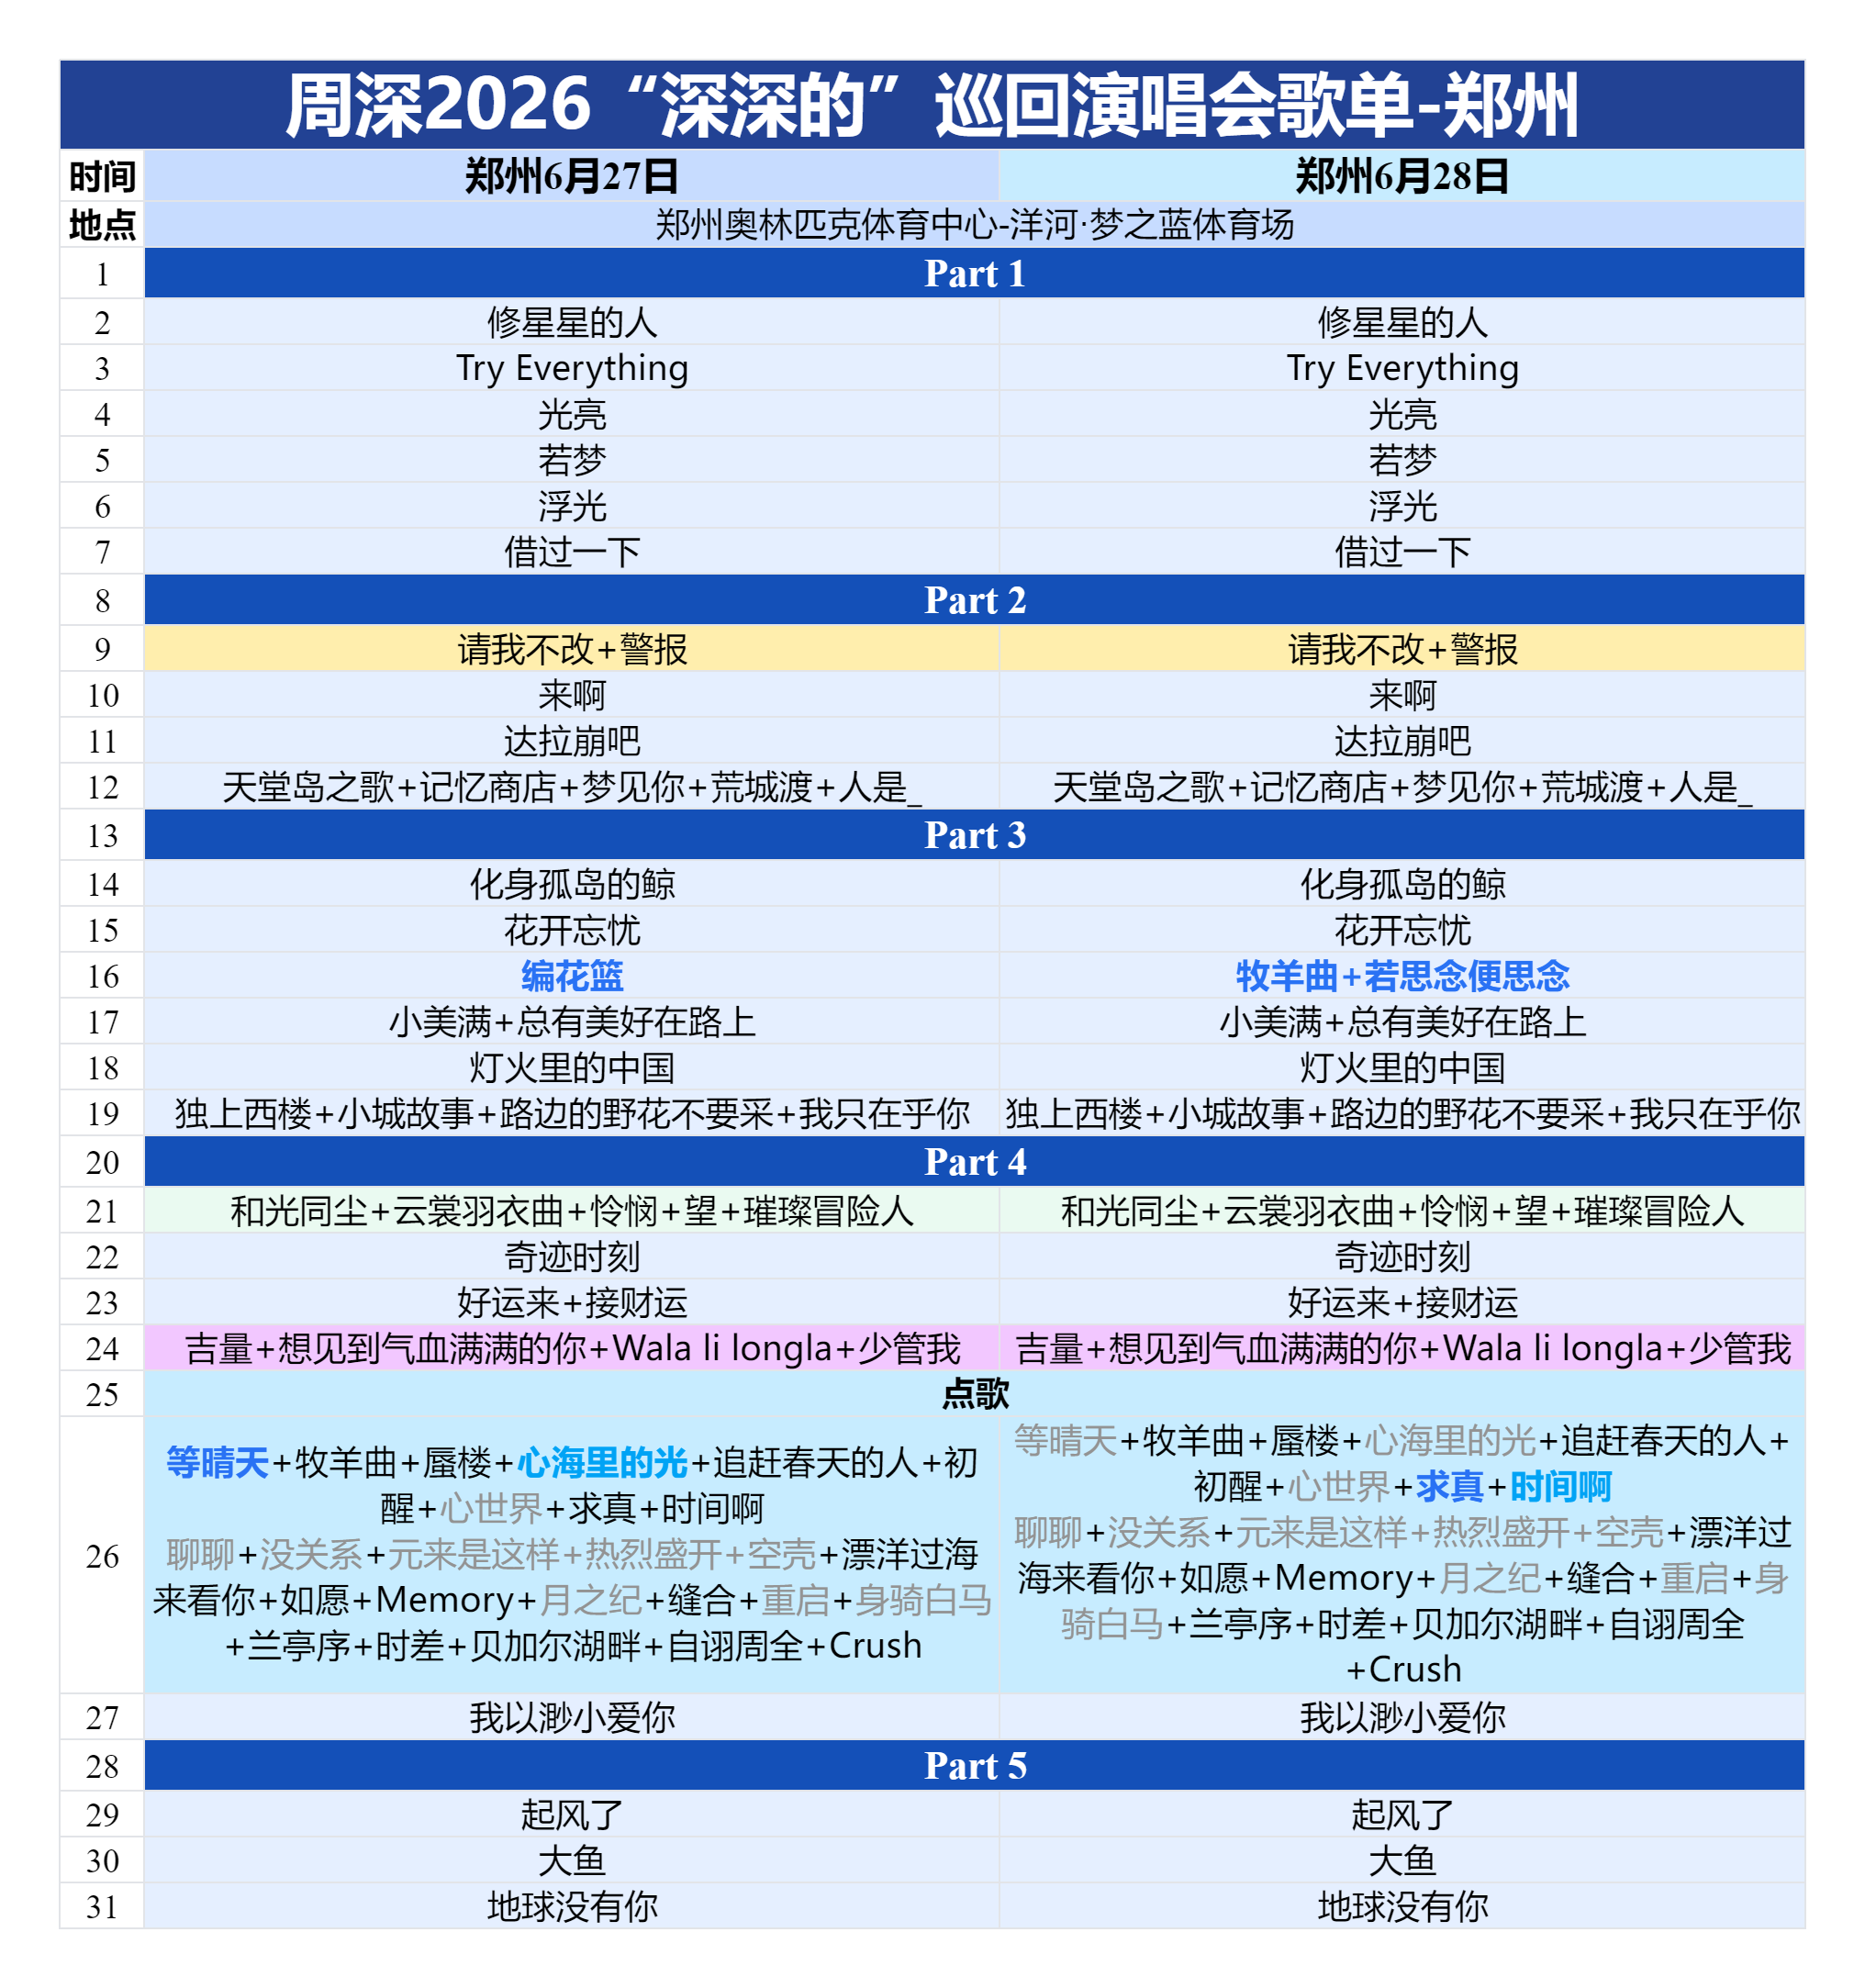 周深2026“深深的”巡回演唱会歌单-郑州
时间 郑州6月27日 郑州6月28日
地点 郑州奥林匹克体育中心-洋河·梦之蓝体育场
1 Part 1
2 修星星的人 修星星的人
3 Try Everything Try Everything
4 光亮 光亮
5 若梦 若梦
6 浮光 浮光
7 借过一下 借过一下
8 Part 2
9 请我不改+警报 请我不改+警报
10 来啊 来啊
11 达拉崩吧 达拉崩吧
12 天堂岛之歌+记忆商店+梦见你+荒城渡+人是_ 天堂岛之歌+记忆商店+梦见你+荒城渡+人是_
13 Part 3
14 化身孤岛的鲸 化身孤岛的鲸
15 花开忘忧 花开忘忧
16 编花篮 牧羊曲+若思念便思念
17 小美满+总有美好在路上 小美满+总有美好在路上
18 灯火里的中国 灯火里的中国
19 独上西楼+小城故事+路边的野花不要采+我只在乎你 独上西楼+小城故事+路边的野花不要采+我只在乎你
20 Part 4
21 和光同尘+云裳羽衣曲+怜悯+望+璀璨冒险人 和光同尘+云裳羽衣曲+怜悯+望+璀璨冒险人
22 奇迹时刻 奇迹时刻
23 好运来+接财运 好运来+接财运
24 吉量+想见到气血满满的你+Wala li longla+少管我 吉量+想见到气血满满的你+Wala li longla+少管我
25 点歌
26
等晴天+牧羊曲+蜃楼+心海里的光+追赶春天的人+初
醒+心世界+求真+时间啊
聊聊+没关系+元来是这样+热烈盛开+空壳+漂洋过海
来看你+如愿+Memory+月之纪+缝合+重启+身骑白马
+兰亭序+时差+贝加尔湖畔+自诩周全+Crush
等晴天+牧羊曲+蜃楼+心海里的光+追赶春天的人+
初醒+心世界+求真+时间啊
聊聊+没关系+元来是这样+热烈盛开+空壳+漂洋过
海来看你+如愿+Memory+月之纪+缝合+重启+身
骑白马+兰亭序+时差+贝加尔湖畔+自诩周全
+Crush
27 我以渺小爱你 我以渺小爱你
28 Part 5
29 起风了 起风了
30 大鱼 大鱼
31 地球没有你 地球没有你